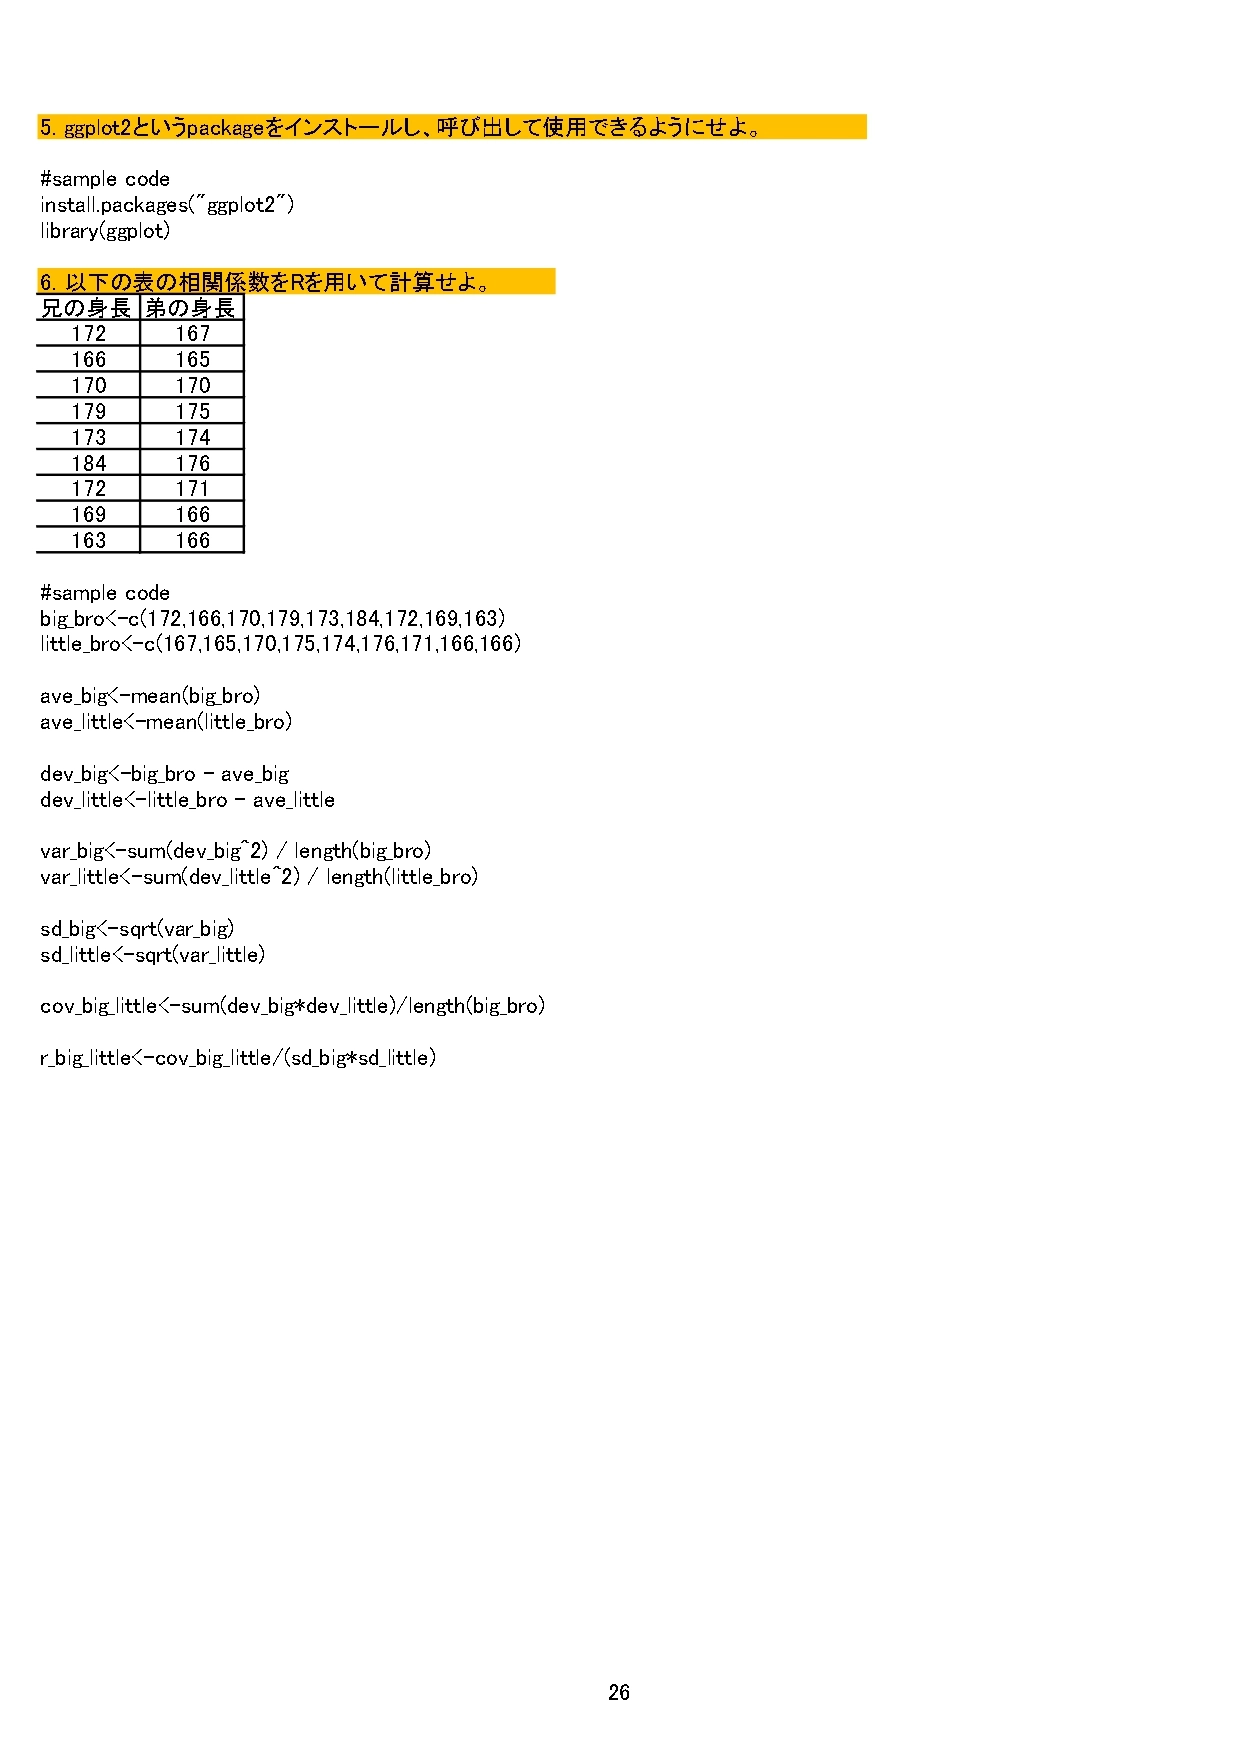 5. ggplot2というpackageをインストールし、呼び出して使用できるようにせよ。
#sample code
install.packages("ggplot2")
library(ggplot)
6. 以下の表の相関係数をRを用いて計算せよ。
兄の身長 弟の身長
172 167
166 165
170 170
179 175
173 174
184 176
172 171
169 166
163 166
#sample code
big_bro<-c(172,166,170,179,173,184,172,169,163)
little_bro<-c(167,165,170,175,174,176,171,166,166)
ave_big<-mean(big_bro)
ave_little<-mean(little_bro)
dev_big<-big_bro - ave_big
dev_little<-little_bro - ave_little
var_big<-sum(dev_big^2) / length(big_bro)
var_little<-sum(dev_little^2) / length(little_bro)
sd_big<-sqrt(var_big)
sd_little<-sqrt(var_little)
cov_big_little<-sum(dev_big*dev_little)/length(big_bro)
r_big_little<-cov_big_little/(sd_big*sd_little)
26